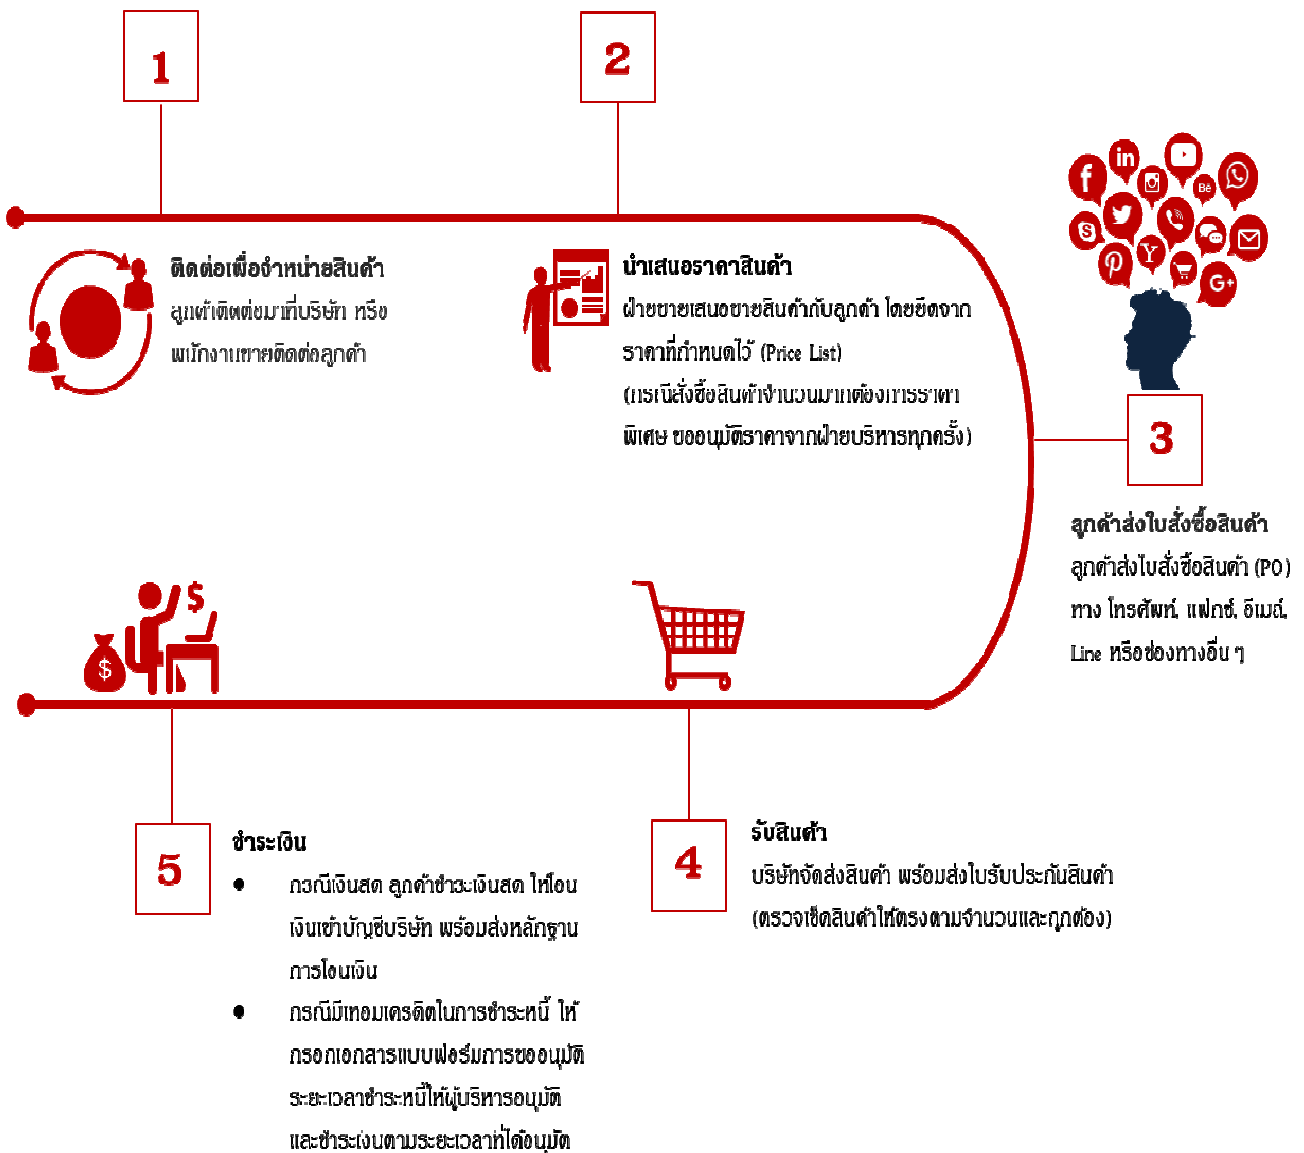 1
ติดต่อเพื่อจำหน่ายสินค้า
ลูกค้าติดต่อมาที่บริษัท หรือ
พนักงานขายติดต่อลูกค้า
2
นำเสนอราคาสินค้า
ฝ่ายขายเสนอขายสินค้ากับลูกค้า โดยยึดจาก
ราคาที่กำหนดไว้ (Price List)
(กรณีสั่งซื้อสินค้าจำนวนมากต้องการราคา
พิเศษ ขออนุมัติราคาจากฝ่ายบริหารทุกครั้ง)
f
in
Bē
S
P
Y
G+
3
ลูกค้าส่งใบสั่งซื้อสินค้า
ลูกค้าส่งใบสั่งซื้อสินค้า (PO)
ทาง โทรศัพท์, แฟกซ์, อีเมล์,
Line หรือช่องทางอื่น ๆ
4
รับสินค้า
บริษัทจัดส่งสินค้า พร้อมส่งใบรับประกันสินค้า
(ตรวจเช็คสินค้าให้ตรงตามจำนวนและถูกต้อง)
$
$
5
ชำระเงิน
● กรณีเงินสด ลูกค้าชำระเงินสด ให้โอน
เงินเข้าบัญชีบริษัท พร้อมส่งหลักฐาน
การโอนเงิน
● กรณีมีเทอมเครดิตในการชำระหนี้ ให้
กรอกเอกสารแบบฟอร์มการขออนุมัติ
ระยะเวลาชำระหนี้ให้ผู้บริหารอนุมัติ
และชำระเงินตามระยะเวลาที่ได้อนุมัติ